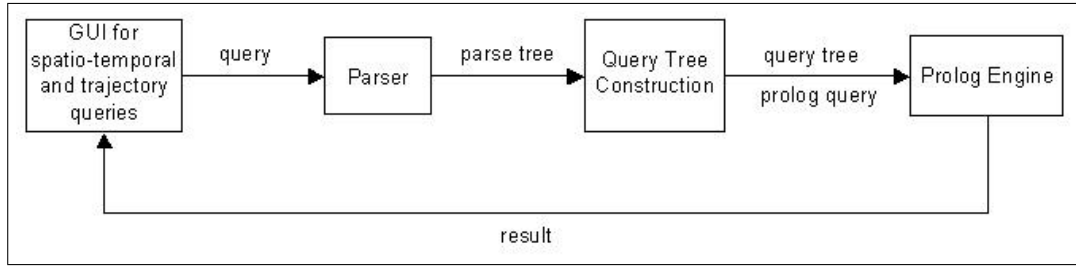 GUI for
spatio-temporal
and trajectory
queries
query
Parser
parse tree
Query Tree
Construction
query tree
prolog query
Prolog Engine
result